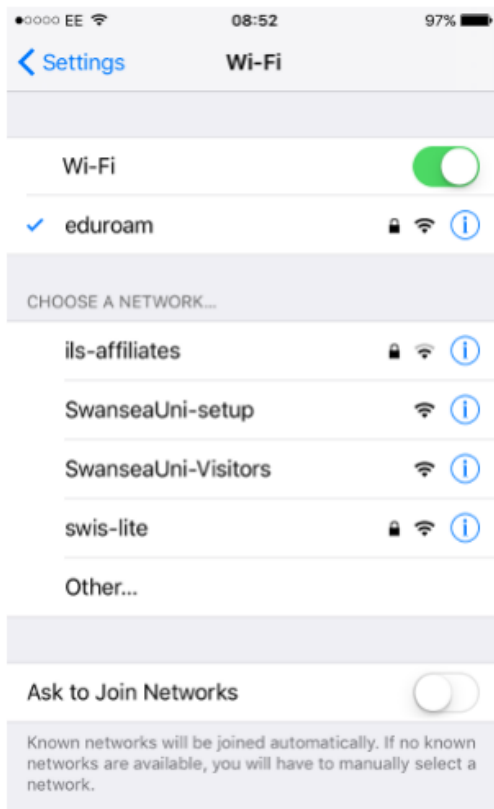 EE 08:52 97%
Settings Wi-Fi
Wi-Fi
eduroam
CHOOSE A NETWORK...
ils-affiliates
SwanseaUni-setup
SwanseaUni-Visitors
swis-lite
Other...
Ask to Join Networks
Known networks will be joined automatically. If no known
networks are available, you will have to manually select a
network.